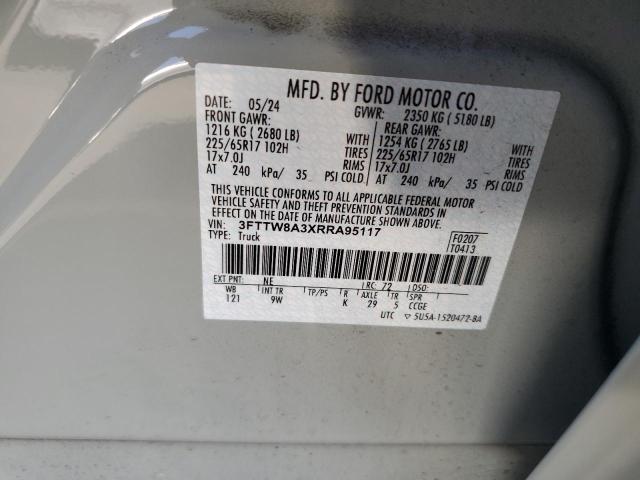 MFD. BY FORD MOTOR CO.
DATE: 05/24 GVWR: 2350 KG ( 5180 LB)
FRONT GAWR: REAR GAWR:
1216 KG ( 2680 LB) WITH 1254 KG ( 2765 LB) WITH
225/65R17 102H TIRES 225/65R17 102H TIRES
17x7.0J RIMS 17x7.0J RIMS
AT 240 kPa/ 35 PSI COLD AT 240 kPa/ 35 PSI COLD
THIS VEHICLE CONFORMS TO ALL APPLICABLE FEDERAL MOTOR
VEHICLE SAFETY AND THEFT PREVENTION STANDARDS IN
EFFECT ON THE DATE OF MANUFACTURE SHOWN ABOVE.
VIN: 3FTTW8A3XRRA95117 F0207
TYPE: Truck T0413
EXT PNT: NE RC: 72 DSO:
WB INT TR TP/PS R AXLE TR SPR
121 9W K 29 5 CCGE
UTC ▽ 5U5A-1520472-BA